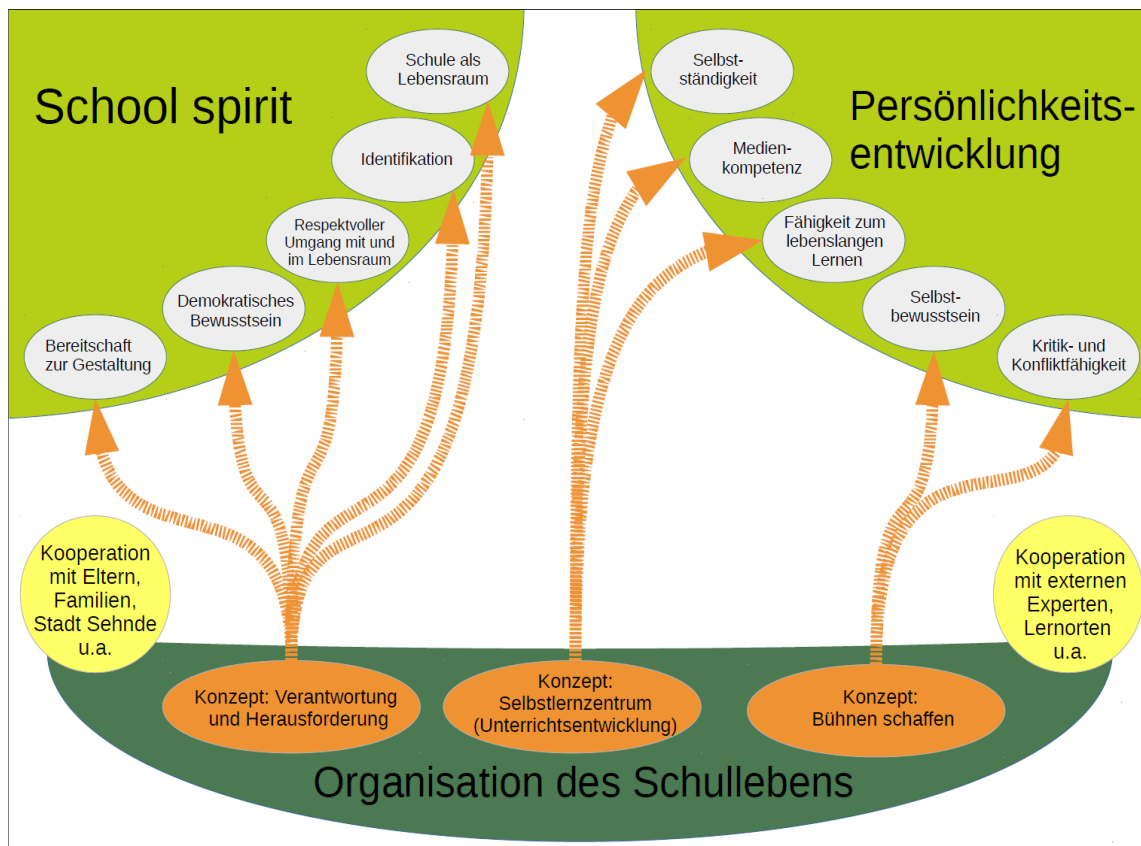 School spirit
Schule als
Lebensraum
Identifikation
Respektvoller
Umgang mit und
im Lebensraum
Demokratisches
Bewusstsein
Bereitschaft
zur Gestaltung
Persönlichkeits-
entwicklung
Selbst-
ständigkeit
Medien-
kompetenz
Fähigkeit zum
lebenslangen
Lernen
Selbst-
bewusstsein
Kritik- und
Konfliktfähigkeit
Kooperation
mit Eltern,
Familien,
Stadt Sehnde
u.a.
Kooperation
mit externen
Experten,
Lernorten
u.a.
Konzept: Verantwortung
und Herausforderung
Konzept:
Selbstlernzentrum
(Unterrichtsentwicklung)
Konzept:
Bühnen schaffen
Organisation des Schullebens